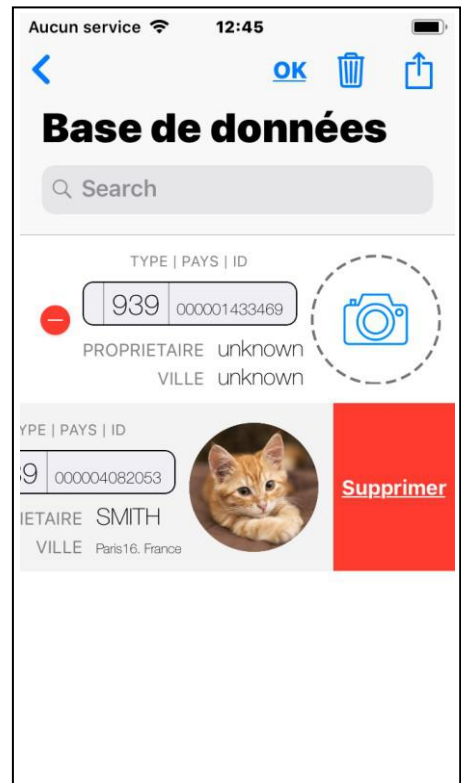 Aucun service 12:45
OK
Base de données
Search
TYPE | PAYS | ID
939 000001433469
PROPRIETAIRE unknown
VILLE unknown
YPE | PAYS | ID
39 000004082053
IETAIRE SMITH
VILLE Paris16. France
Supprimer